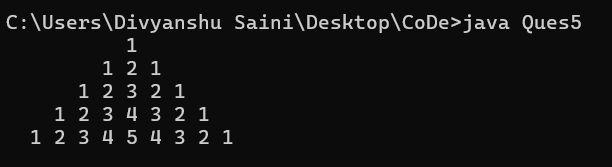 C:\Users\Divyanshu Saini\Desktop\CoDe>java Ques5
1
1 2 1
1 2 3 2 1
1 2 3 4 3 2 1
1 2 3 4 5 4 3 2 1